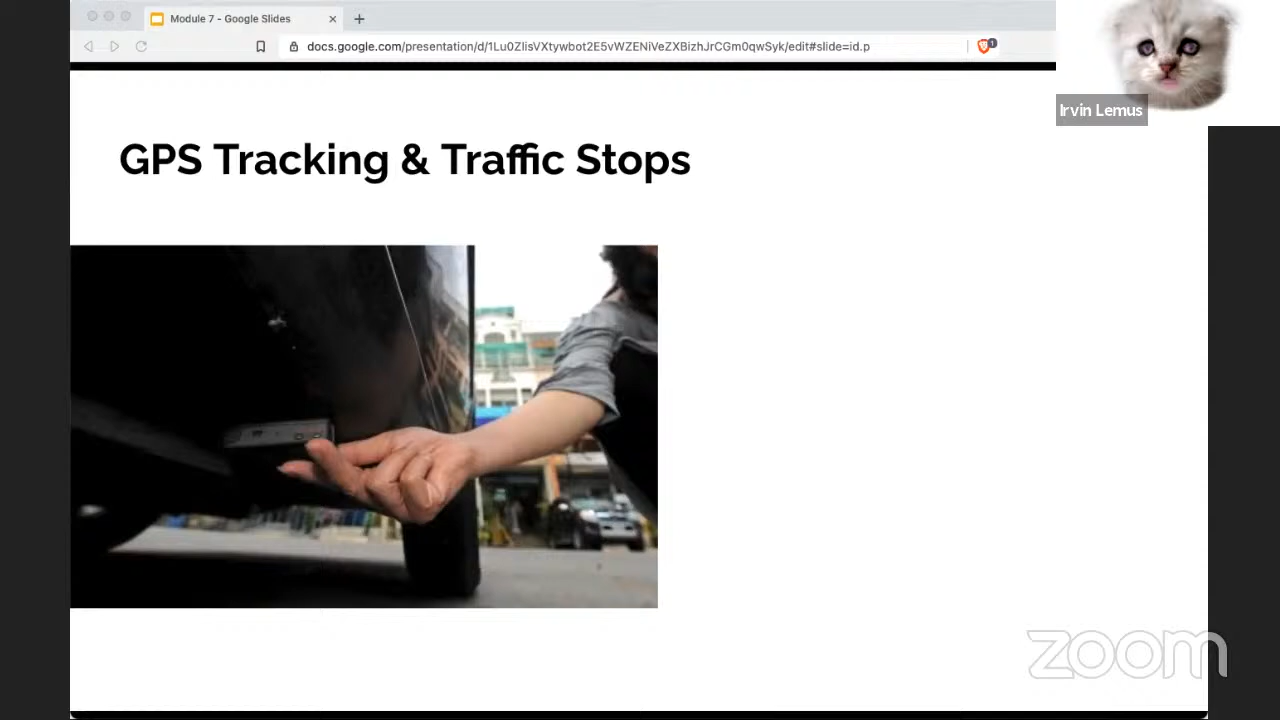 Module 7 - Google Slides
docs.google.com/presentation/d/1Lu0ZlisVXtywbot2E5vWZENiVeZXBizhJrCGm0qwSyk/edit#slide=id.p
1
Irvin Lemus
GPS Tracking & Traffic Stops
zoom